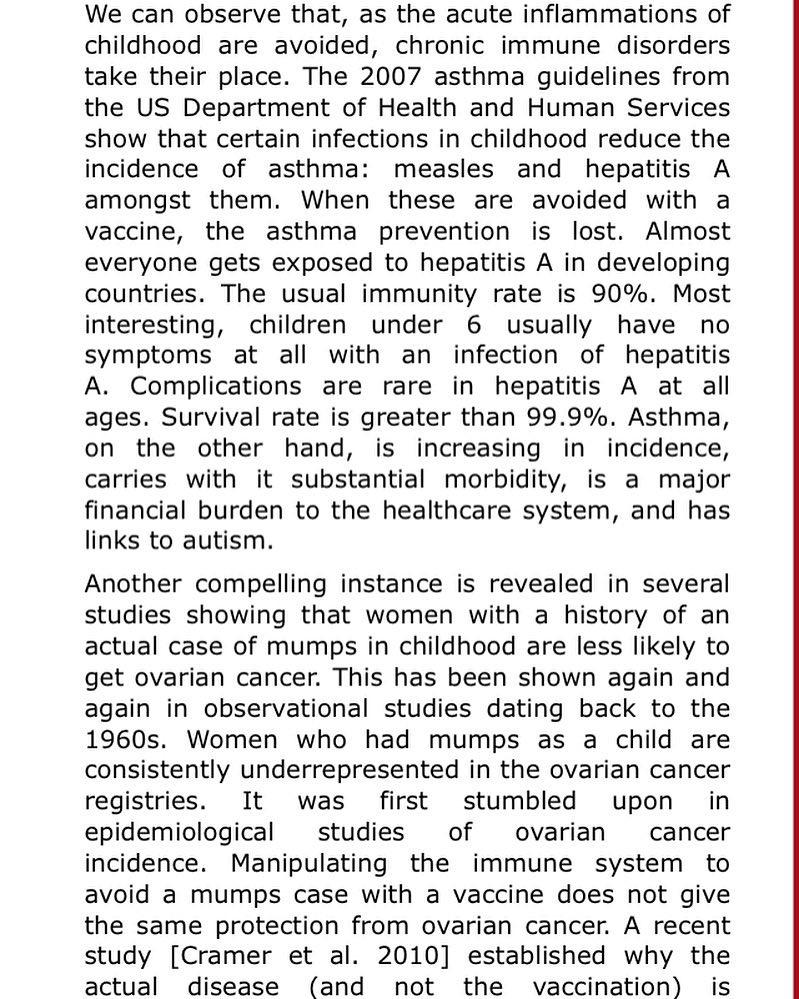 We can observe that, as the acute inflammations of
childhood are avoided, chronic immune disorders
take their place. The 2007 asthma guidelines from
the US Department of Health and Human Services
show that certain infections in childhood reduce the
incidence of asthma: measles and hepatitis A
amongst them. When these are avoided with a
vaccine, the asthma prevention is lost. Almost
everyone gets exposed to hepatitis A in developing
countries. The usual immunity rate is 90%. Most
interesting, children under 6 usually have no
symptoms at all with an infection of hepatitis
A. Complications are rare in hepatitis A at all
ages. Survival rate is greater than 99.9%. Asthma,
on the other hand, is increasing in incidence,
carries with it substantial morbidity, is a major
financial burden to the healthcare system, and has
links to autism.
Another compelling instance is revealed in several
studies showing that women with a history of an
actual case of mumps in childhood are less likely to
get ovarian cancer. This has been shown again and
again in observational studies dating back to the
1960s. Women who had mumps as a child are
consistently underrepresented in the ovarian cancer
registries. It was first stumbled upon in
epidemiological studies of ovarian cancer
incidence. Manipulating the immune system to
avoid a mumps case with a vaccine does not give
the same protection from ovarian cancer. A recent
study [Cramer et al. 2010] established why the
actual disease (and not the vaccination) is